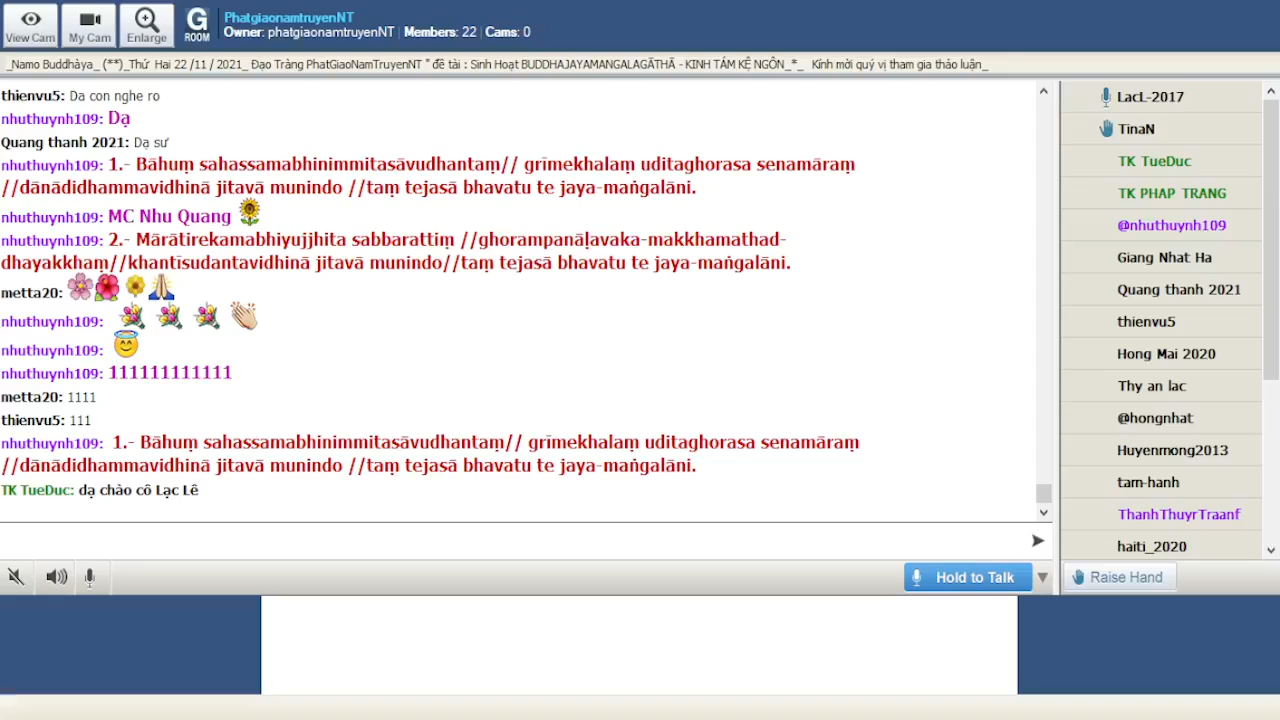 View Cam
My Cam
Enlarge
G
ROOM
PhatgiaonamtruyenNT
Owner: phatgiaonamtruyenNT | Members: 22 | Cams: 0
_Namo Buddhàya_ (**)_Thứ Hai 22 /11 / 2021_ Đạo Tràng PhatGiaoNamTruyenNT " đề tài : Sinh Hoạt BUDDHAJAYAMANGALAGĀTHĀ - KINH TÁM KỆ NGÔN_*_ Kính mời quý vị tham gia thảo luận_
thienvu5: Da con nghe ro
nhuthuynh109: Dạ
Quang thanh 2021: Dạ sư
nhuthuynh109: 1.- Bāhuṃ sahassamabhinimmitasāvudhantaṃ// grīmekhalaṃ uditaghorasa senamāraṃ
//dānādidhammavidhinā jitavā munindo //taṃ tejasā bhavatu te jaya-maṅgalāni.
nhuthuynh109: MC Nhu Quang
nhuthuynh109: 2.- Mārātirekamabhiyujjhita sabbarattiṃ //ghorampanāḷavaka-makkhamathad-
dhayakkhaṃ//khantīsudantavidhinā jitavā munindo//taṃ tejasā bhavatu te jaya-maṅgalāni.
metta20:
nhuthuynh109:
nhuthuynh109:
nhuthuynh109: 111111111111
metta20: 1111
thienvu5: 111
nhuthuynh109: 1.- Bāhuṃ sahassamabhinimmitasāvudhantaṃ// grīmekhalaṃ uditaghorasa senamāraṃ
//dānādidhammavidhinā jitavā munindo //taṃ tejasā bhavatu te jaya-maṅgalāni.
TK TueDuc: dạ chào cô Lạc Lê
Hold to Talk
LacL-2017
TinaN
TK TueDuc
TK PHAP TRANG
@nhuthuynh109
Giang Nhat Ha
Quang thanh 2021
thienvu5
Hong Mai 2020
Thy an lac
@hongnhat
Huyenmong2013
tam-hanh
ThanhThuyrTraanf
haiti_2020
Raise Hand